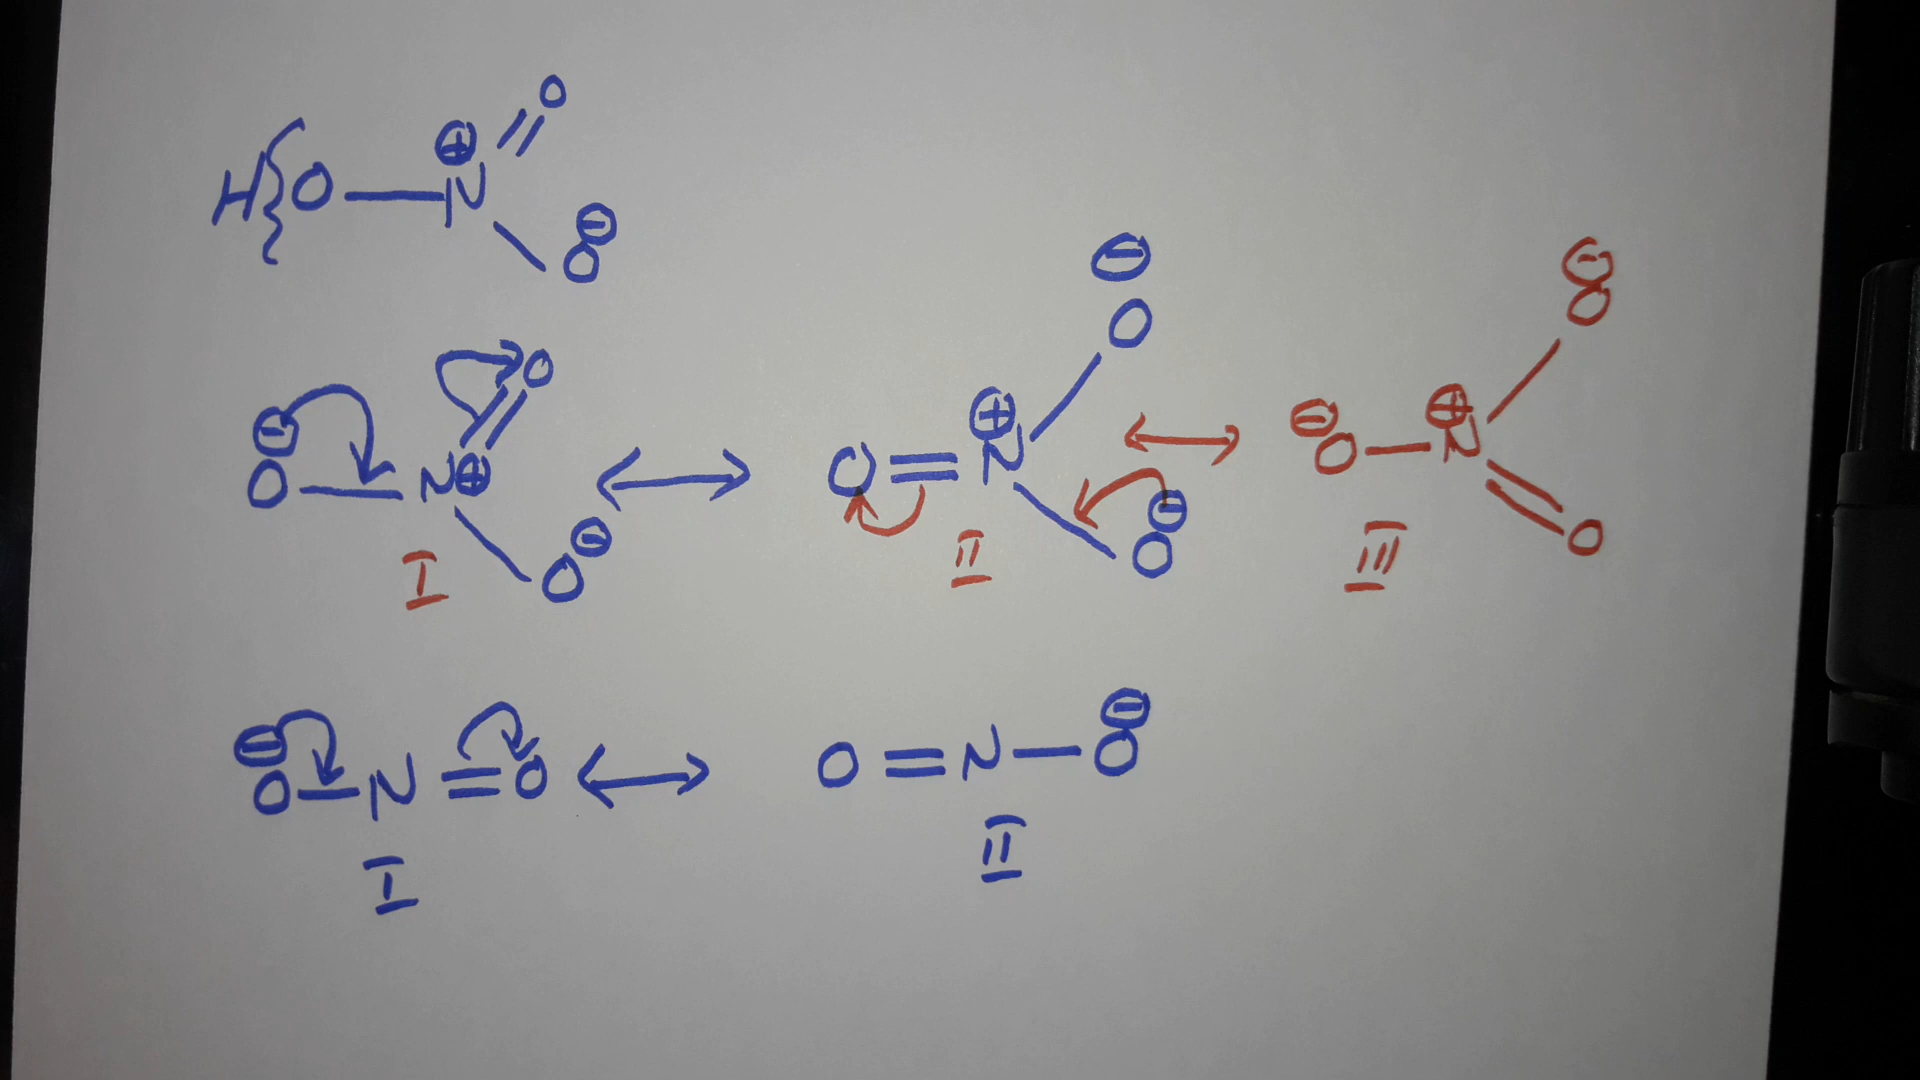 H O — N ⊕ = O
O ⊖
⊖ O — N ⊕ = O ↔ O = N ⊕ — O ⊖ ↔ ⊖ O — N ⊕ — O ⊖
O ⊖ O ⊖ O
I II III
⊖ O — N = O ↔ O = N — O ⊖
I II